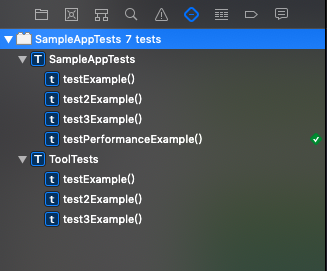 SampleAppTests 7 tests
T SampleAppTests
t testExample()
t test2Example()
t test3Example()
t testPerformanceExample()
T ToolTests
t testExample()
t test2Example()
t test3Example()